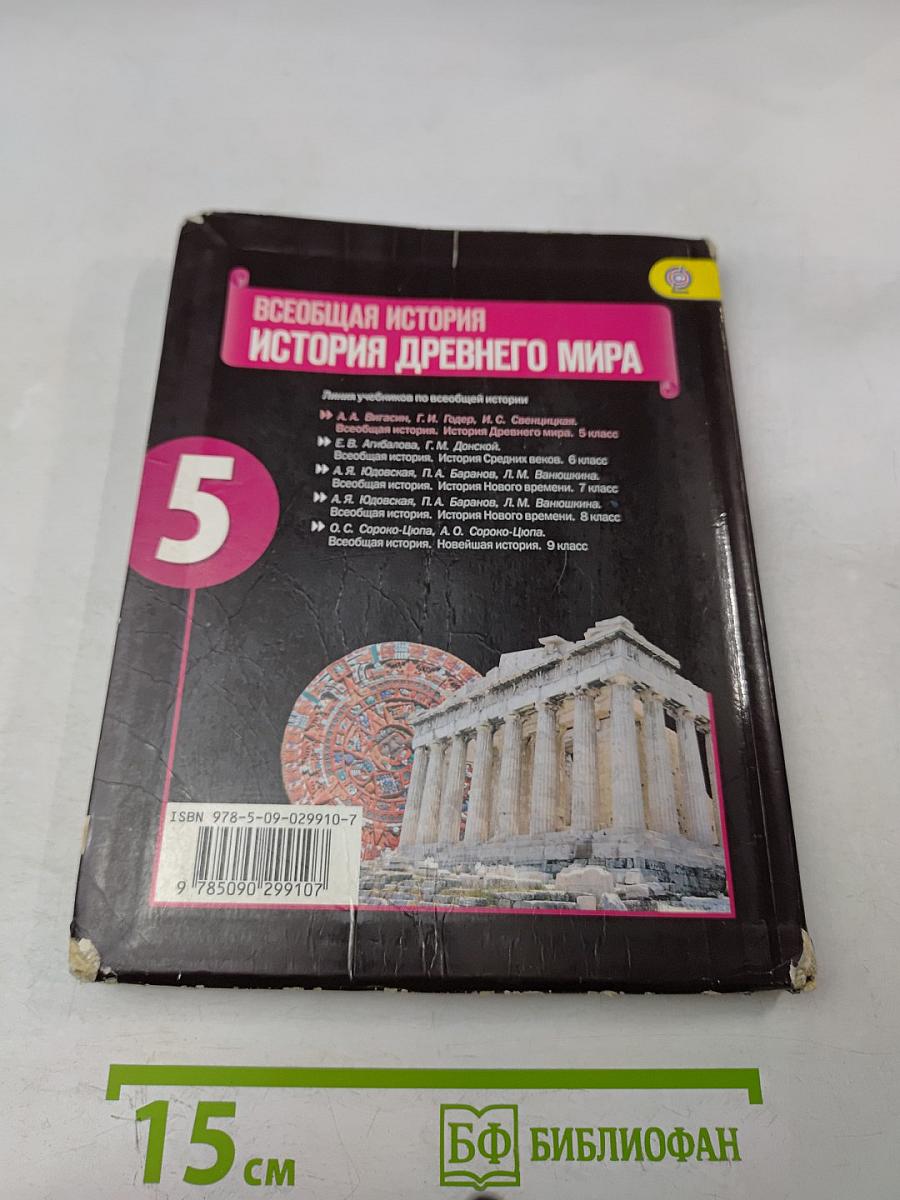 ВСЕОБЩАЯ ИСТОРИЯ
ИСТОРИЯ ДРЕВНЕГО МИРА
Линия учебников по всеобщей истории
А. А. Вигасин, Г. И. Годер, И. С. Свенцицкая.
Всеобщая история. История Древнего мира. 5 класс
Е. В. Агибалова, Г. М. Донской.
Всеобщая история. История Средних веков. 6 класс
А. Я. Юдовская, П. А. Баранов, Л. М. Ванюшкина.
Всеобщая история. История Нового времени. 7 класс
А. Я. Юдовская, П. А. Баранов, Л. М. Ванюшкина.
Всеобщая история. История Нового времени. 8 класс
О. С. Сороко-Цюпа, А. О. Сороко-Цюпа.
Всеобщая история. Новейшая история. 9 класс
5
ISBN 978-5-09-029910-7
9 785090 299107
15 см
БФ БИБЛИОФАН